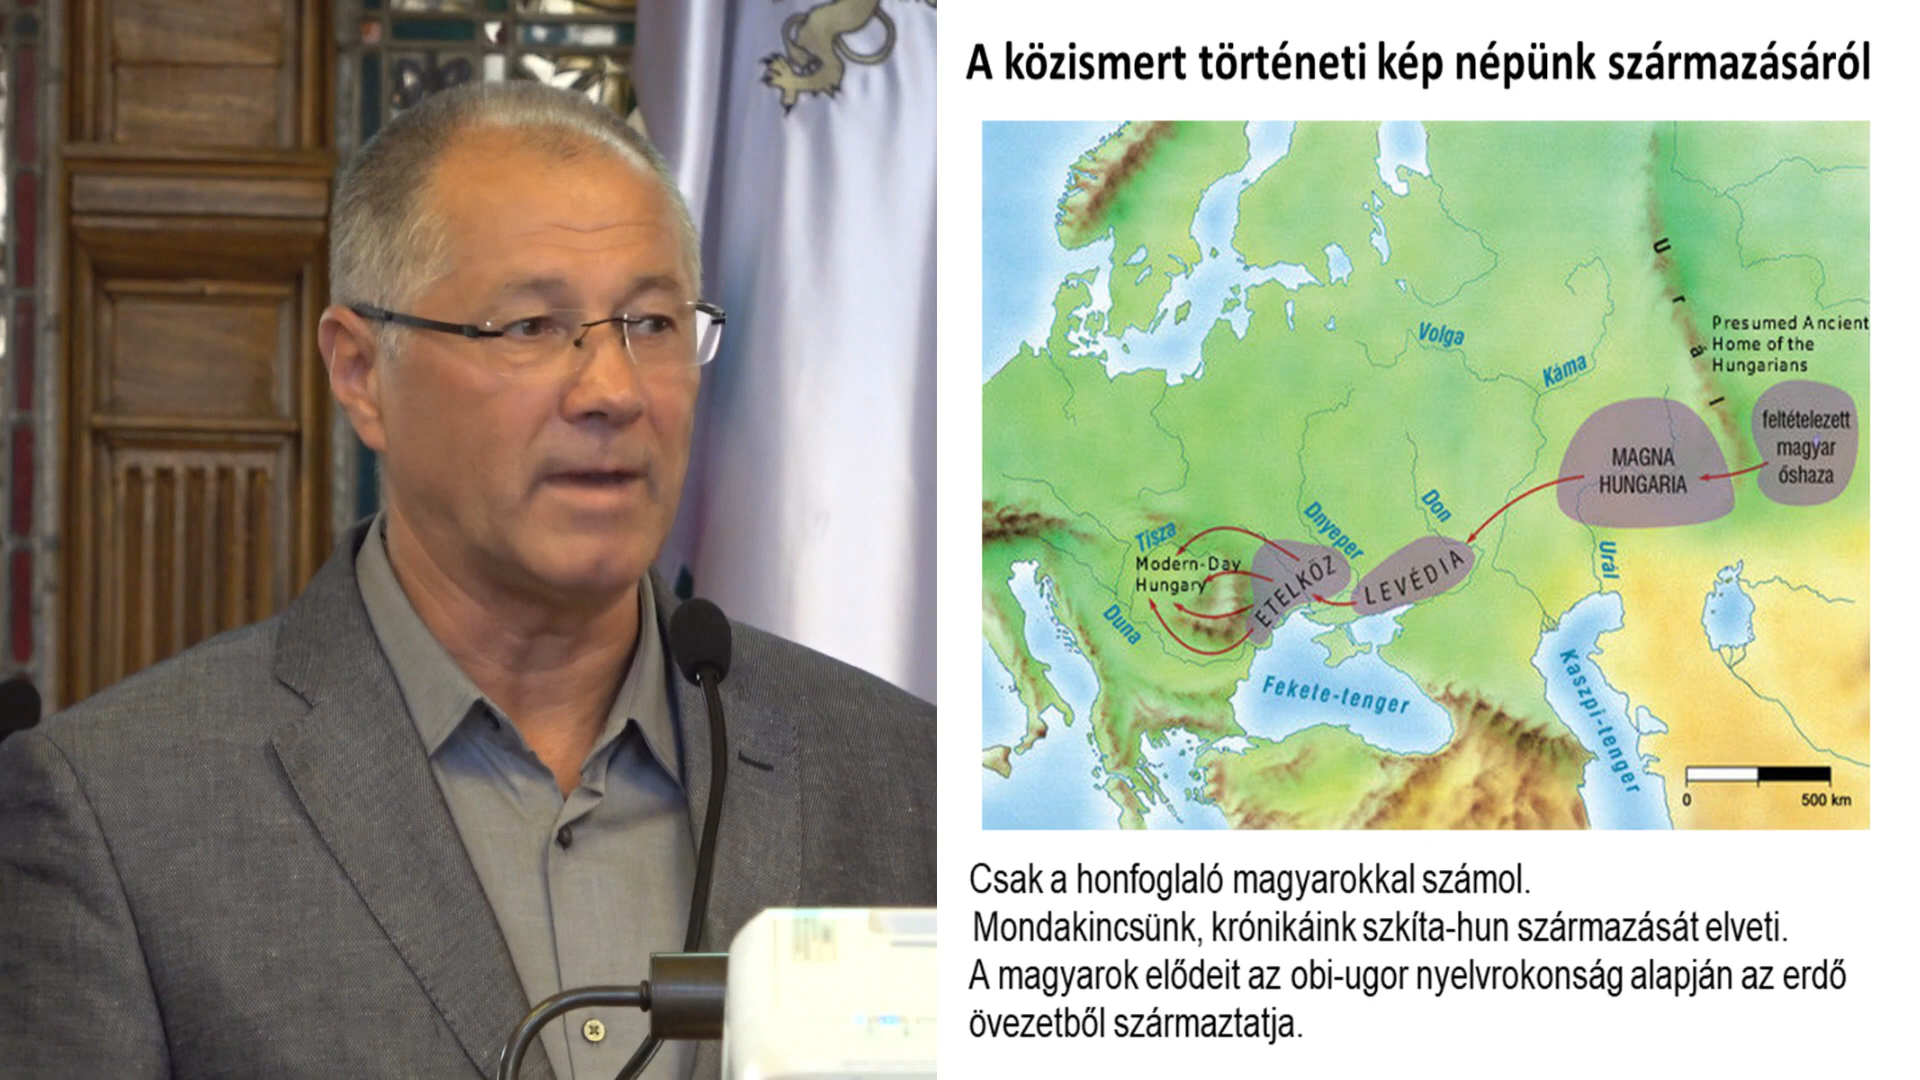 A közismert történeti kép népünk származásáról
U r a l
Presumed Ancient
Home of the
Hungarians
Volga
Káma
feltételezett
magyar
őshaza
MAGNA
HUNGARIA
Don
Dnyeper
Tisza
Modern-Day
Hungary
ETELKÖZ
LEVÉDIA
Urál
Duna
Fekete-tenger
Kaszpi-tenger
0 500 km
Csak a honfoglaló magyarokkal számol.
Mondakincsünk, krónikáink szkíta-hun származását elveti.
A magyarok elődeit az obi-ugor nyelvrokonság alapján az erdő
övezetből származtatja.